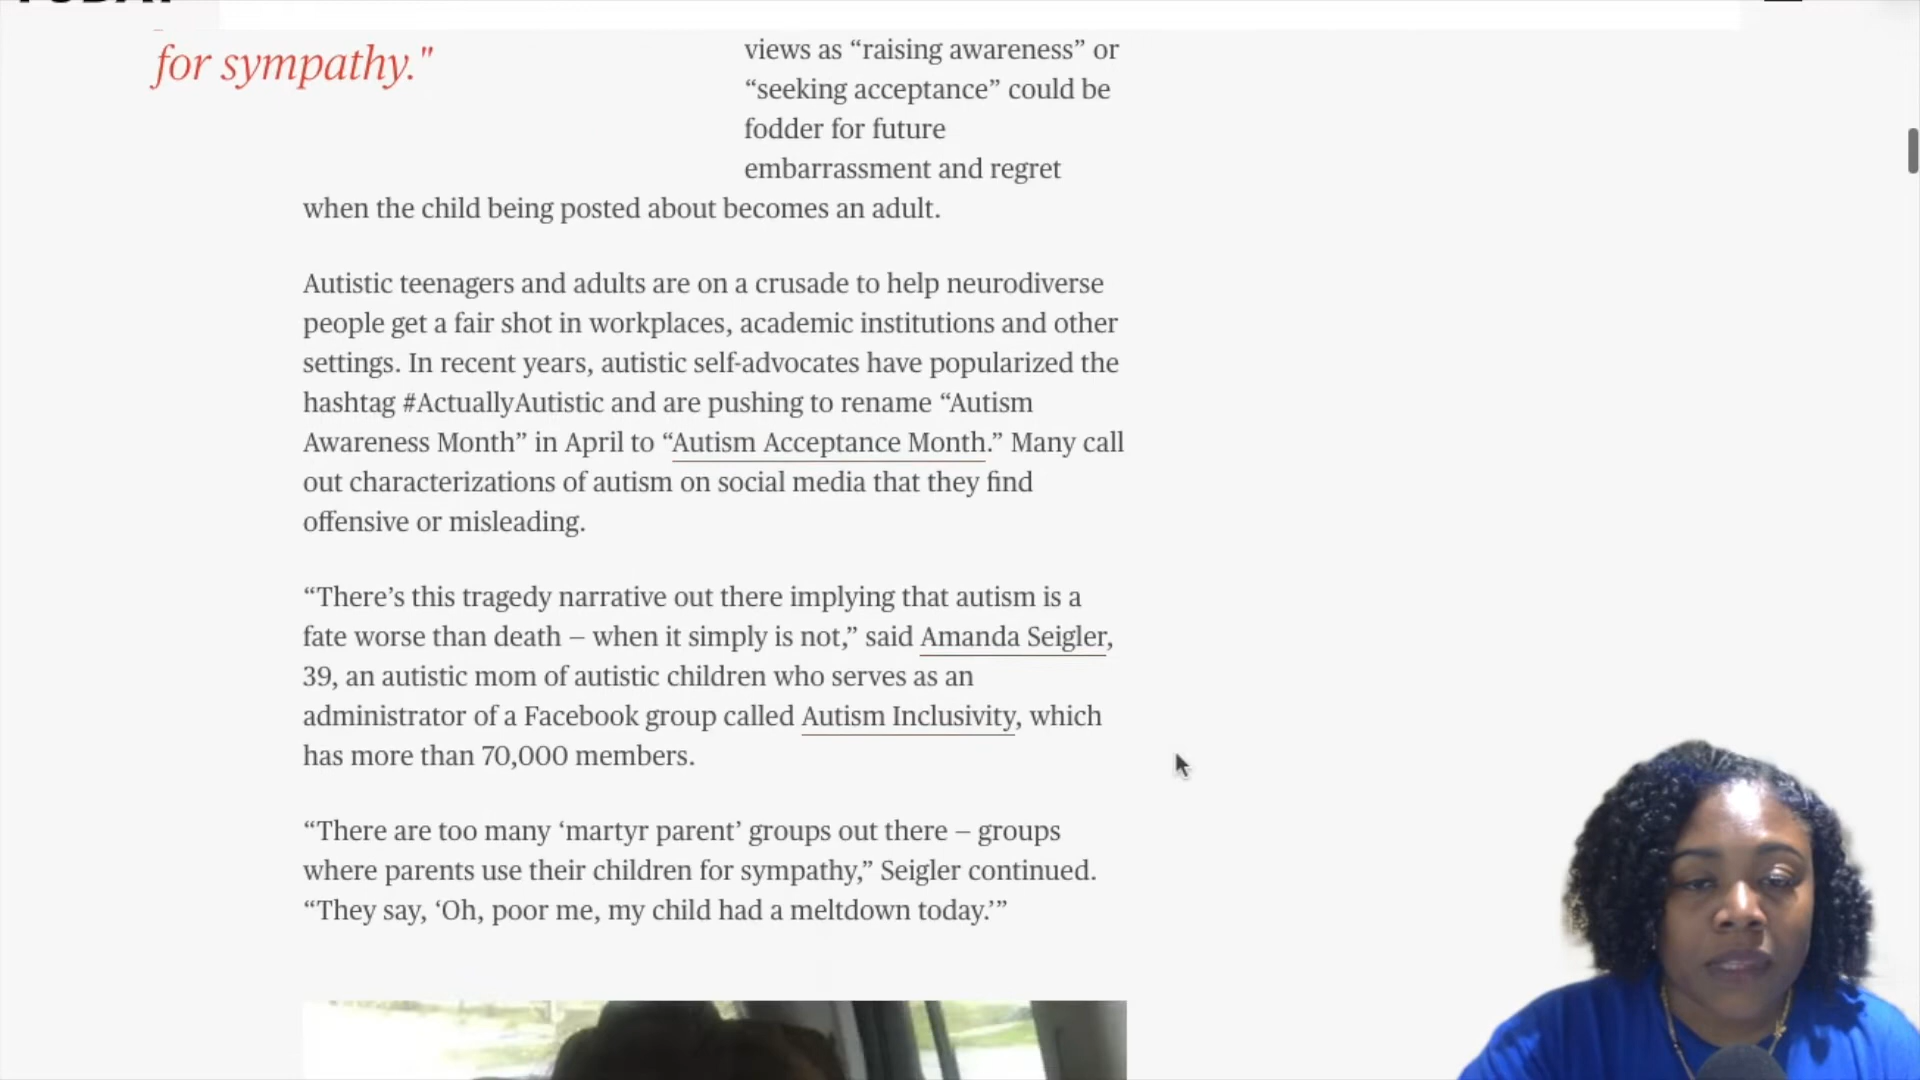 for sympathy."
views as “raising awareness” or
“seeking acceptance” could be
fodder for future
embarrassment and regret
when the child being posted about becomes an adult.
Autistic teenagers and adults are on a crusade to help neurodiverse
people get a fair shot in workplaces, academic institutions and other
settings. In recent years, autistic self-advocates have popularized the
hashtag #ActuallyAutistic and are pushing to rename “Autism
Awareness Month” in April to “Autism Acceptance Month.” Many call
out characterizations of autism on social media that they find
offensive or misleading.
“There’s this tragedy narrative out there implying that autism is a
fate worse than death – when it simply is not,” said Amanda Seigler,
39, an autistic mom of autistic children who serves as an
administrator of a Facebook group called Autism Inclusivity, which
has more than 70,000 members.
“There are too many ‘martyr parent’ groups out there – groups
where parents use their children for sympathy,” Seigler continued.
“They say, ‘Oh, poor me, my child had a meltdown today.’”